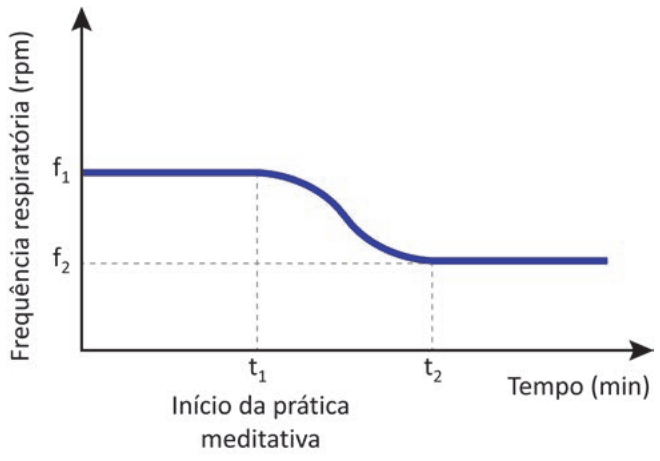 Frequência respiratória (rpm)
f1
f2
t1
t2
Tempo (min)
Início da prática
meditativa